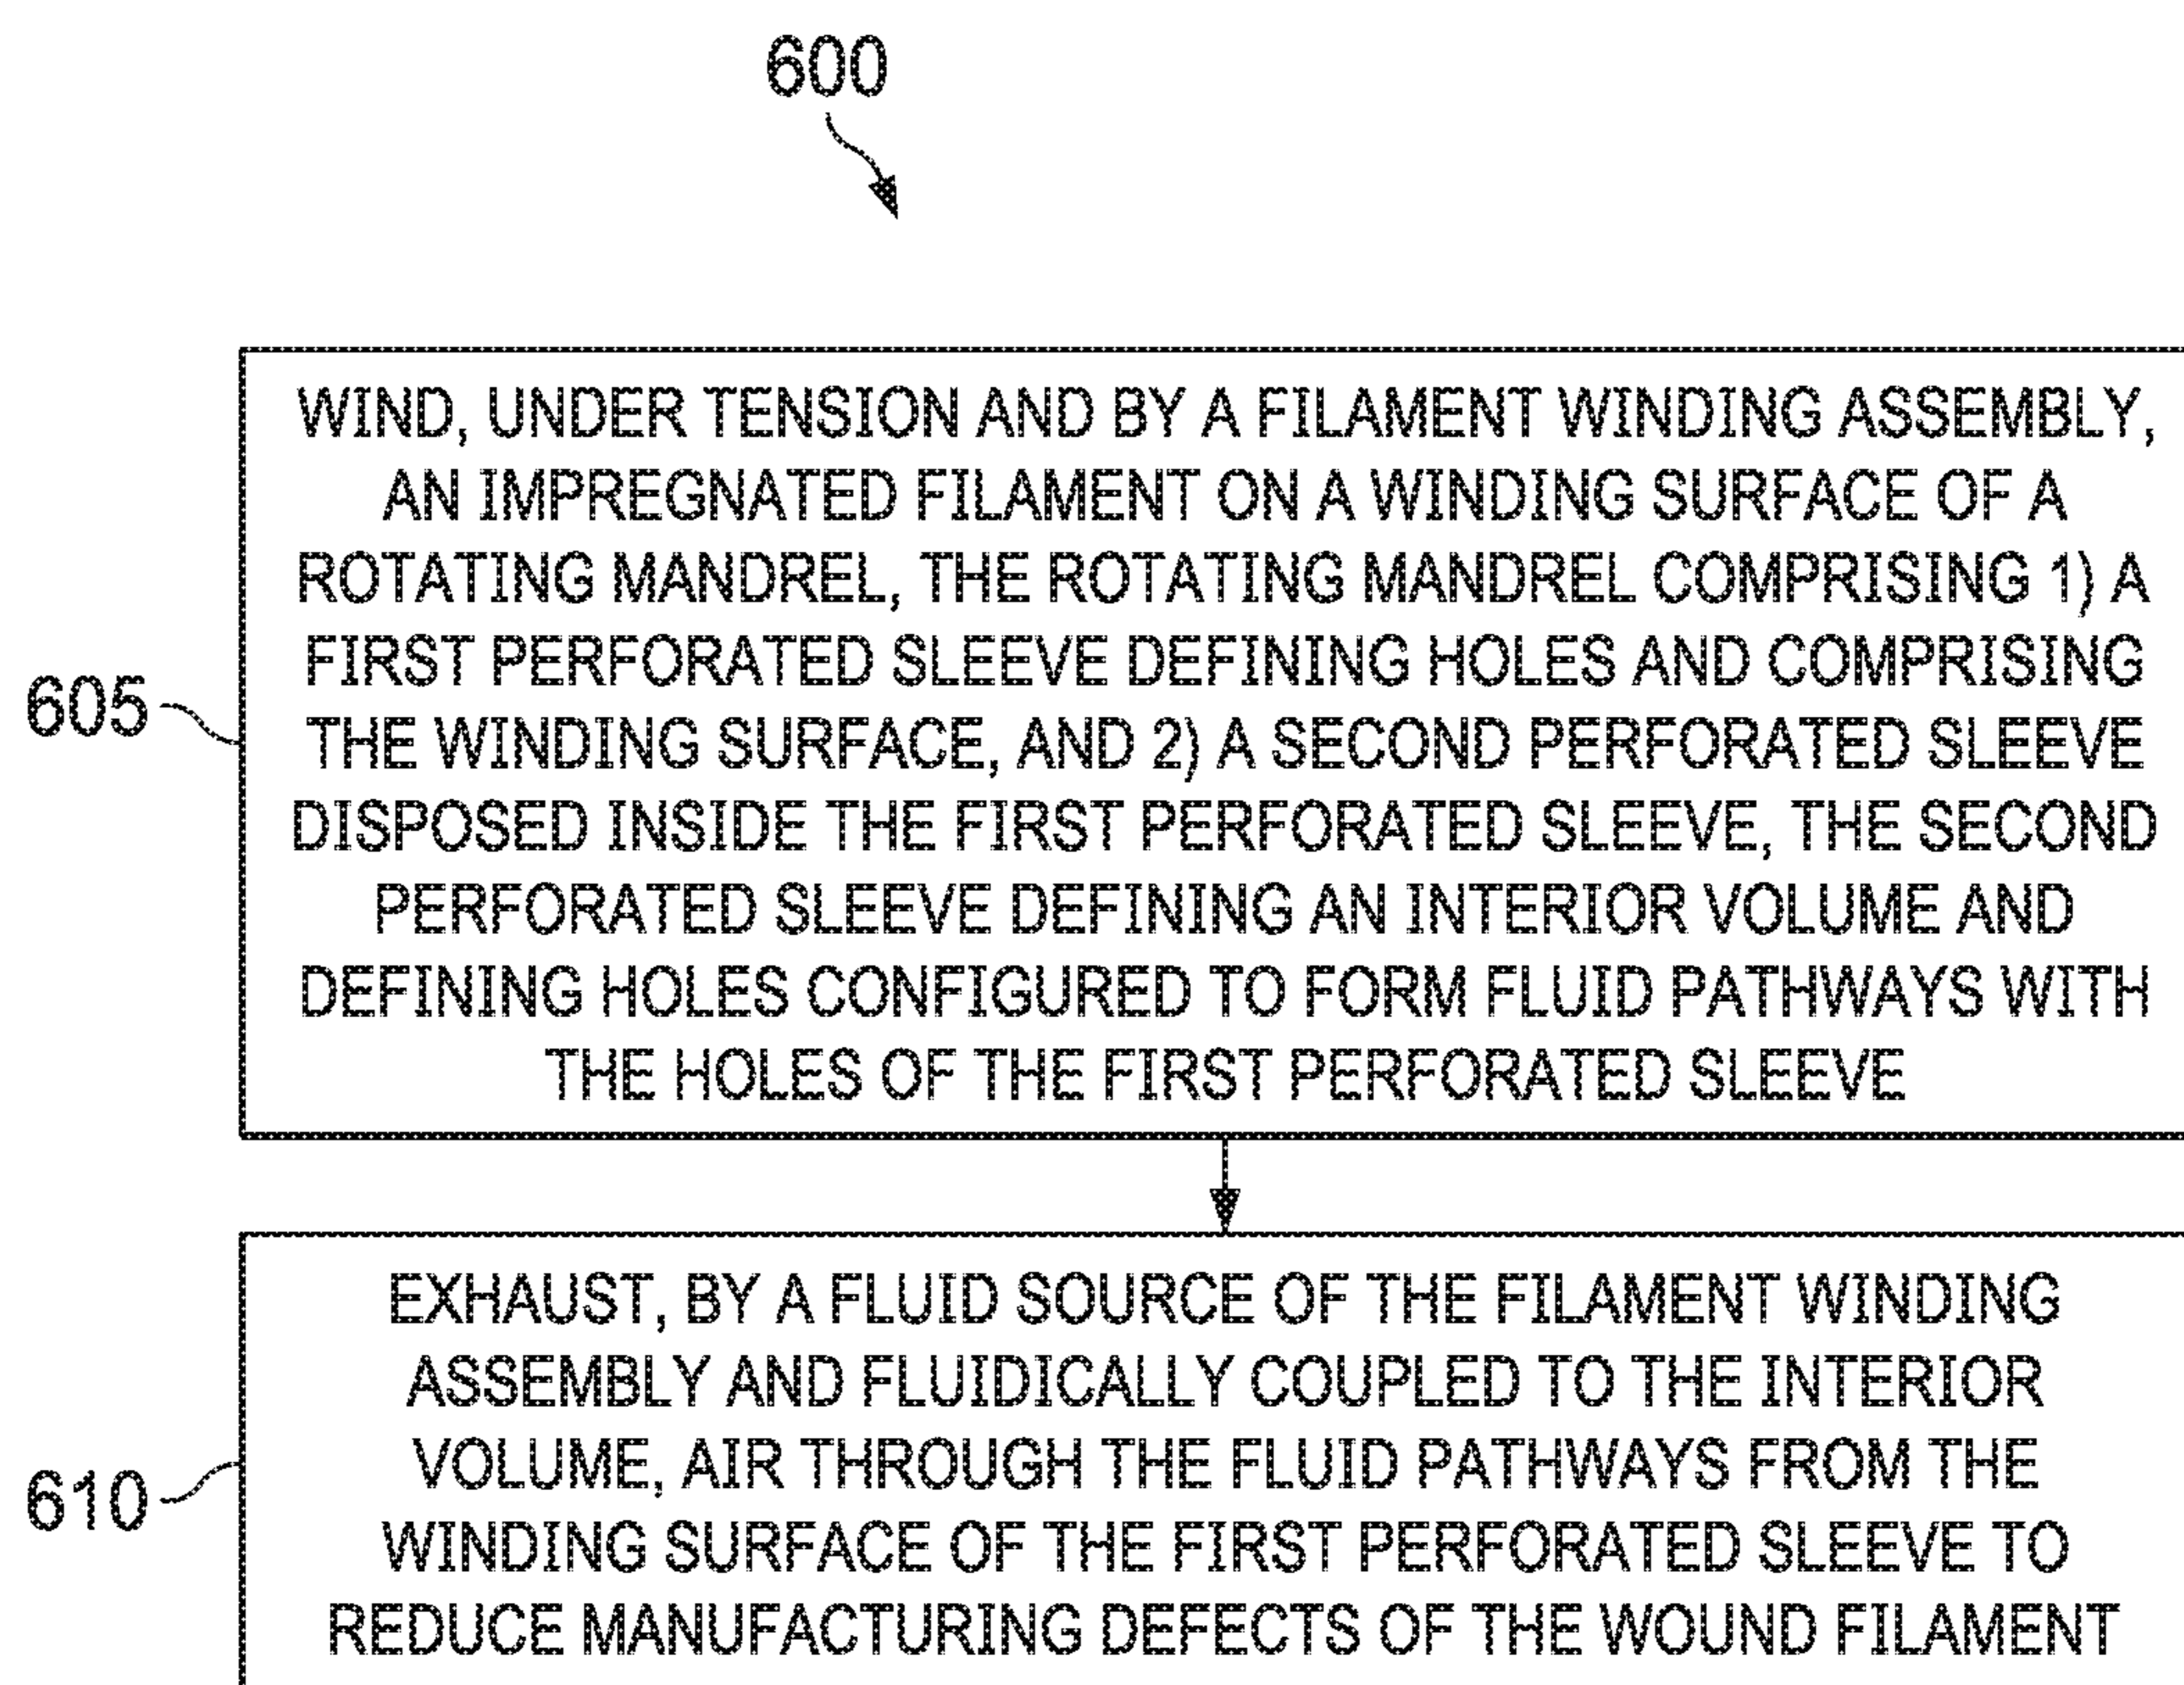 600
WIND, UNDER TENSION AND BY A FILAMENT WINDING ASSEMBLY,
AN IMPREGNATED FILAMENT ON A WINDING SURFACE OF A
ROTATING MANDREL, THE ROTATING MANDREL COMPRISING 1) A
FIRST PERFORATED SLEEVE DEFINING HOLES AND COMPRISING
THE WINDING SURFACE, AND 2) A SECOND PERFORATED SLEEVE
DISPOSED INSIDE THE FIRST PERFORATED SLEEVE, THE SECOND
PERFORATED SLEEVE DEFINING AN INTERIOR VOLUME AND
DEFINING HOLES CONFIGURED TO FORM FLUID PATHWAYS WITH
THE HOLES OF THE FIRST PERFORATED SLEEVE
605
EXHAUST, BY A FLUID SOURCE OF THE FILAMENT WINDING
ASSEMBLY AND FLUIDICALLY COUPLED TO THE INTERIOR
VOLUME, AIR THROUGH THE FLUID PATHWAYS FROM THE
WINDING SURFACE OF THE FIRST PERFORATED SLEEVE TO
REDUCE MANUFACTURING DEFECTS OF THE WOUND FILAMENT
610